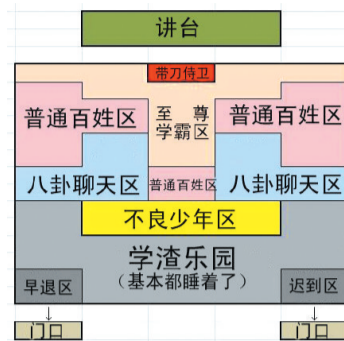 讲台
带刀侍卫
普通百姓区
至尊
学霸区
普通百姓区
八卦聊天区
普通百姓区
八卦聊天区
不良少年区
学渣乐园
(基本都睡着了)
早退区
迟到区
门口
门口